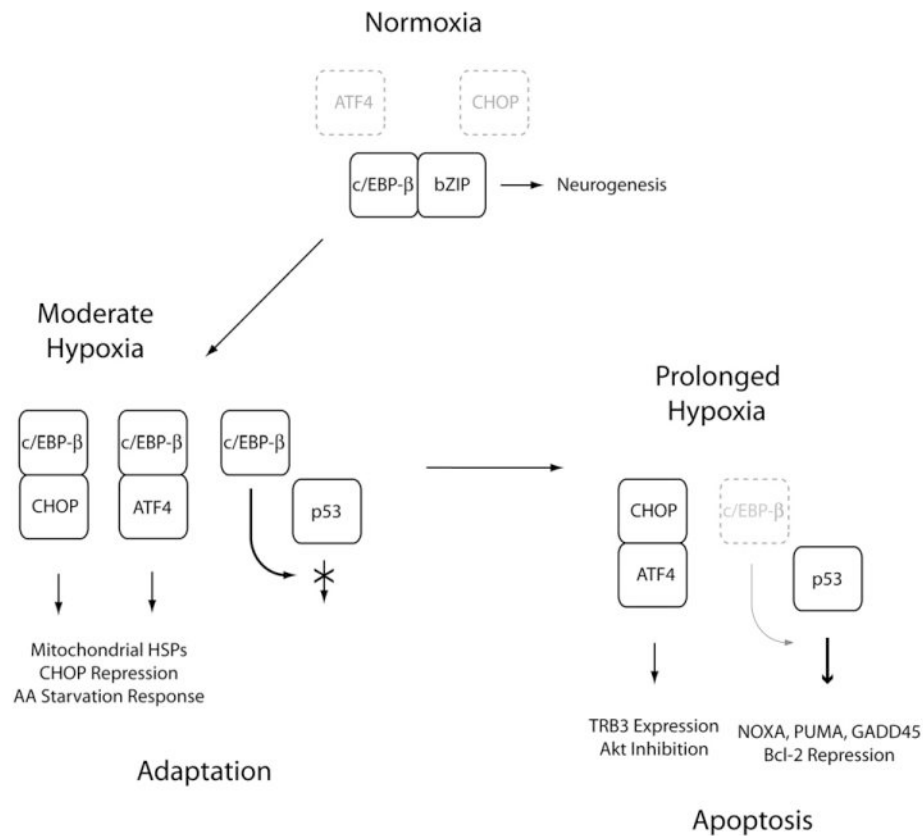 Normoxia
ATF4
CHOP
c/EBP-β
bZIP
Neurogenesis
Moderate
Hypoxia
c/EBP-β
c/EBP-β
c/EBP-β
CHOP
ATF4
p53
Mitochondrial HSPs
CHOP Repression
AA Starvation Response
Adaptation
Prolonged
Hypoxia
CHOP
c/EBP-β
ATF4
p53
TRB3 Expression
Akt Inhibition
NOXA, PUMA, GADD45
Bcl-2 Repression
Apoptosis